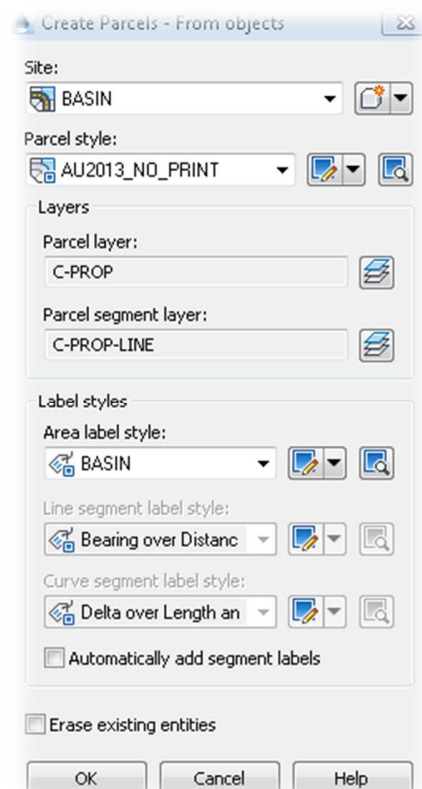 Create Parcels - From objects
Site:
BASIN
Parcel style:
AU2013_NO_PRINT
Layers
Parcel layer:
C-PROP
Parcel segment layer:
C-PROP-LINE
Label styles
Area label style:
BASIN
Line segment label style:
Bearing over Distanc
Curve segment label style:
Delta over Length an
Automatically add segment labels
Erase existing entities
OK Cancel Help